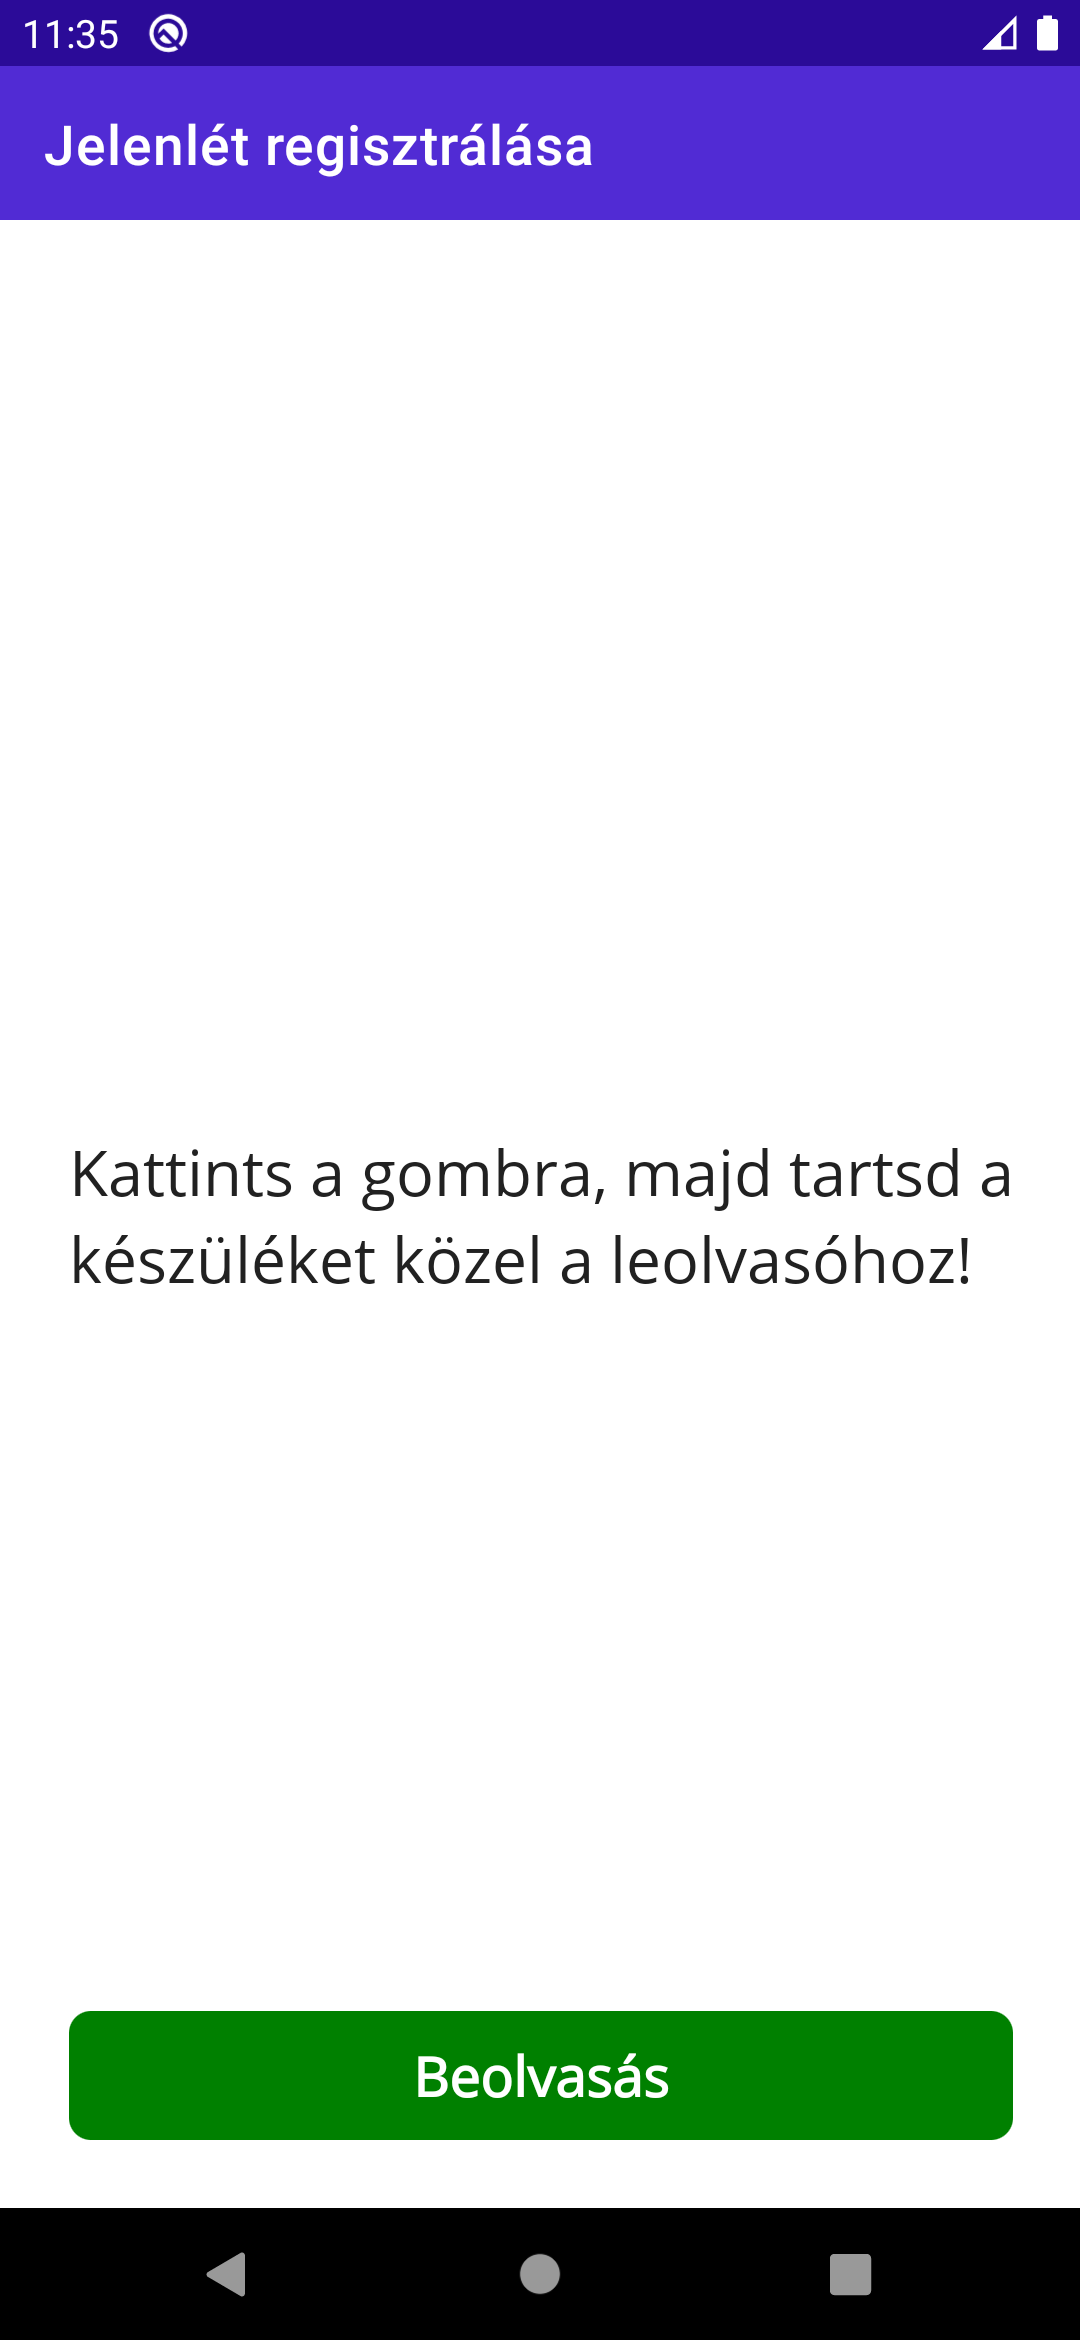 11:35
Jelenlét regisztrálása
Kattints a gombra, majd tartsd a
készüléket közel a leolvasóhoz!
Beolvasás